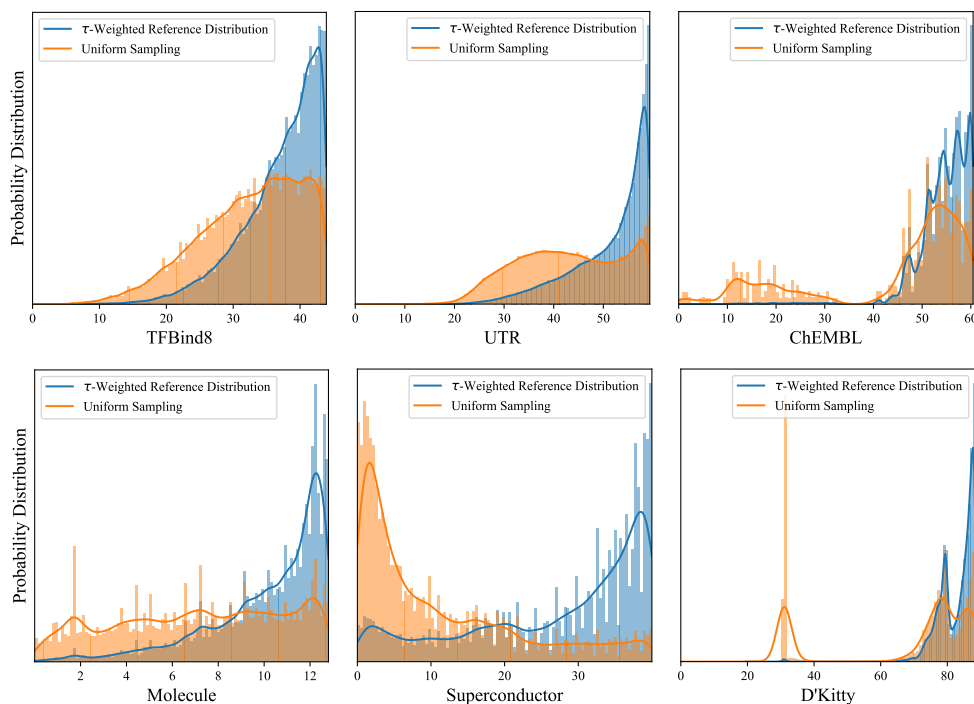 τ-Weighted Reference Distribution
Uniform Sampling
Probability Distribution
0 10 20 30 40
TFBind8
τ-Weighted Reference Distribution
Uniform Sampling
0 10 20 30 40 50
UTR
τ-Weighted Reference Distribution
Uniform Sampling
0 10 20 30 40 50 60
ChEMBL
τ-Weighted Reference Distribution
Uniform Sampling
Probability Distribution
2 4 6 8 10 12
Molecule
τ-Weighted Reference Distribution
Uniform Sampling
0 10 20 30
Superconductor
τ-Weighted Reference Distribution
Uniform Sampling
0 20 40 60 80
D'Kitty